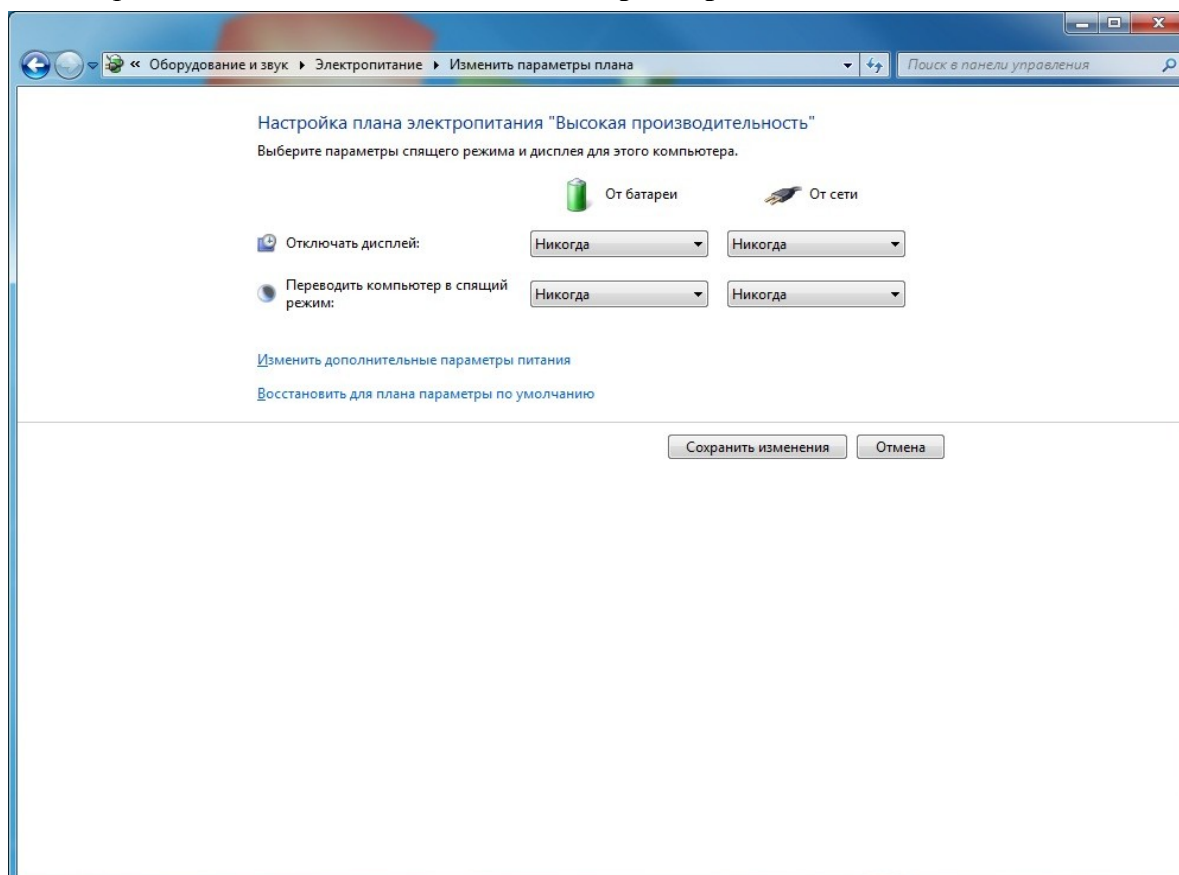 « Оборудование и звук ▸ Электропитание ▸ Изменить параметры плана
Поиск в панели управления
Настройка плана электропитания "Высокая производительность"
Выберите параметры спящего режима и дисплея для этого компьютера.
От батареи От сети
Отключать дисплей: Никогда Никогда
Переводить компьютер в спящий
режим: Никогда Никогда
Изменить дополнительные параметры питания
Восстановить для плана параметры по умолчанию
Сохранить изменения Отмена